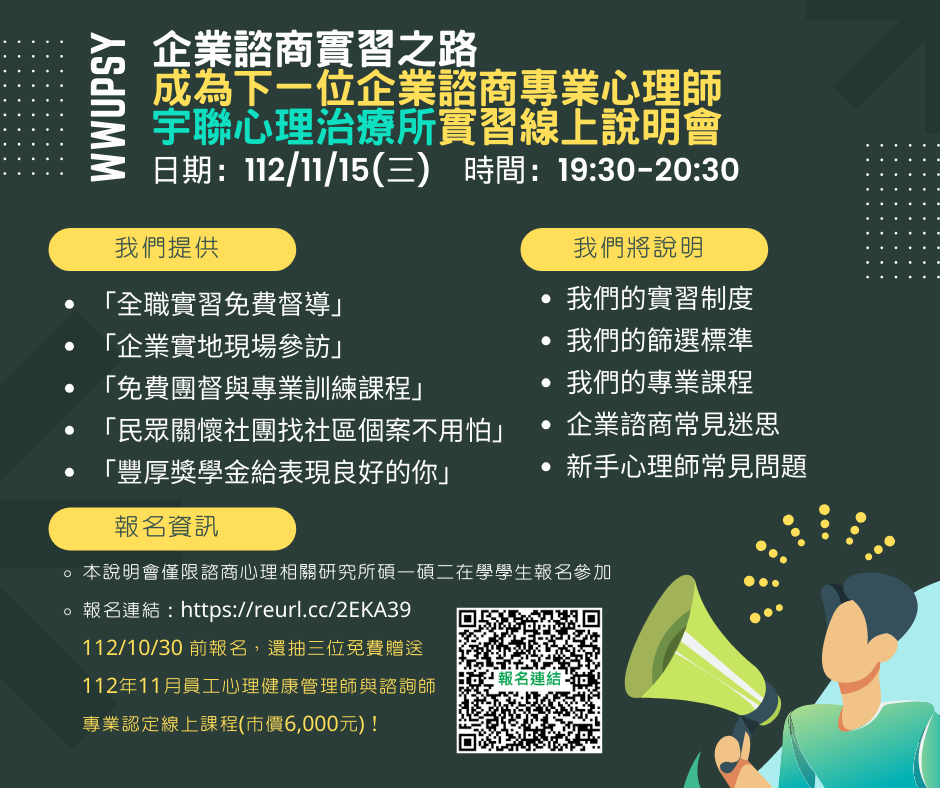 WWUPSY
企業諮商實習之路
成為下一位企業諮商專業心理師
宇聯心理治療所實習線上說明會
日期：112/11/15(三)　時間：19:30-20:30
我們提供
「全職實習免費督導」
「企業實地現場參訪」
「免費團督與專業訓練課程」
「民眾關懷社團找社區個案不用怕」
「豐厚獎學金給表現良好的你」
我們將說明
我們的實習制度
我們的篩選標準
我們的專業課程
企業諮商常見迷思
新手心理師常見問題
報名資訊
本說明會僅限諮商心理相關研究所碩一碩二在學學生報名參加
報名連結：https://reurl.cc/2EKA39
112/10/30 前報名，還抽三位免費贈送
112年11月員工心理健康管理師與諮詢師
專業認定線上課程(市價6,000元)！
報名連結